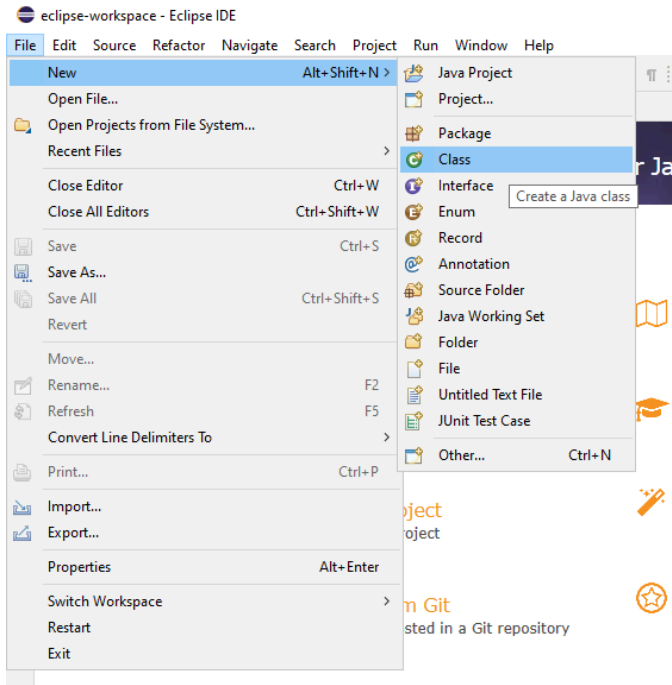 eclipse-workspace - Eclipse IDE
File Edit Source Refactor Navigate Search Project Run Window Help
New Alt+Shift+N >
Open File...
Open Projects from File System...
Recent Files >
Close Editor Ctrl+W
Close All Editors Ctrl+Shift+W
Save Ctrl+S
Save As...
Save All Ctrl+Shift+S
Revert
Move...
Rename... F2
Refresh F5
Convert Line Delimiters To >
Print... Ctrl+P
Import...
Export...
Properties Alt+Enter
Switch Workspace >
Restart
Exit
Java Project
Project...
Package
Class
Interface
Enum
Record
Annotation
Source Folder
Java Working Set
Folder
File
Untitled Text File
JUnit Test Case
Other... Ctrl+N
Create a Java class
r Ja
oject
roject
m Git
sted in a Git repository